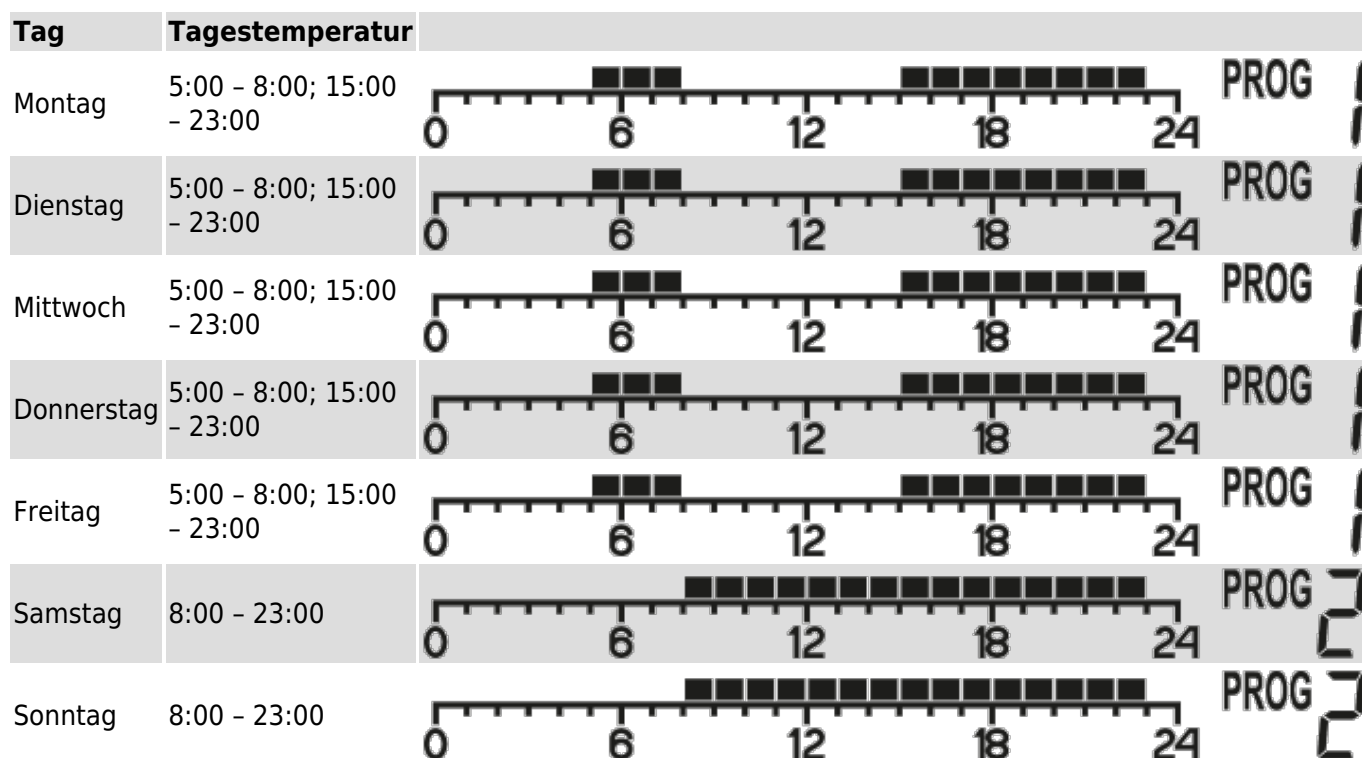 Tag Tagestemperatur
Montag 5:00 – 8:00; 15:00
– 23:00
0 6 12 18 24 PROG 1
Dienstag 5:00 – 8:00; 15:00
– 23:00
0 6 12 18 24 PROG 1
Mittwoch 5:00 – 8:00; 15:00
– 23:00
0 6 12 18 24 PROG 1
Donnerstag 5:00 – 8:00; 15:00
– 23:00
0 6 12 18 24 PROG 1
Freitag 5:00 – 8:00; 15:00
– 23:00
0 6 12 18 24 PROG 1
Samstag 8:00 – 23:00
0 6 12 18 24 PROG 2
Sonntag 8:00 – 23:00
0 6 12 18 24 PROG 2